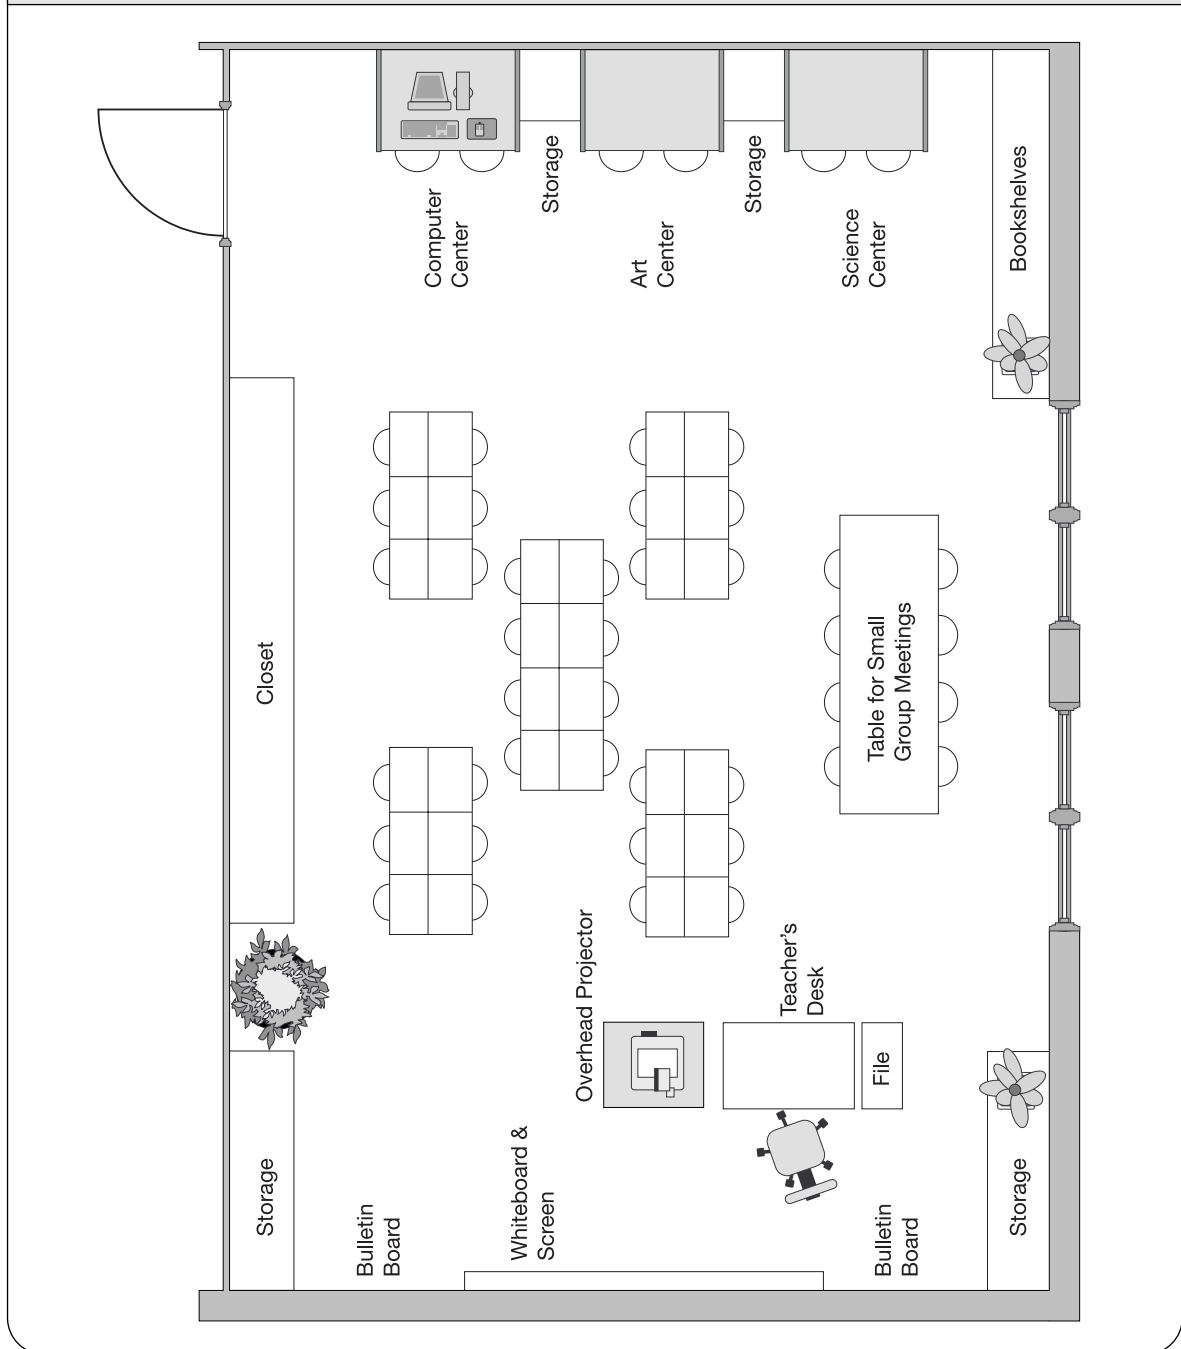 Computer
Center
Storage
Art
Center
Storage
Science
Center
Bookshelves
Closet
Table for Small
Group Meetings
Overhead Projector
Teacher's
Desk
File
Storage
Bulletin
Board
Whiteboard &
Screen
Bulletin
Board
Storage